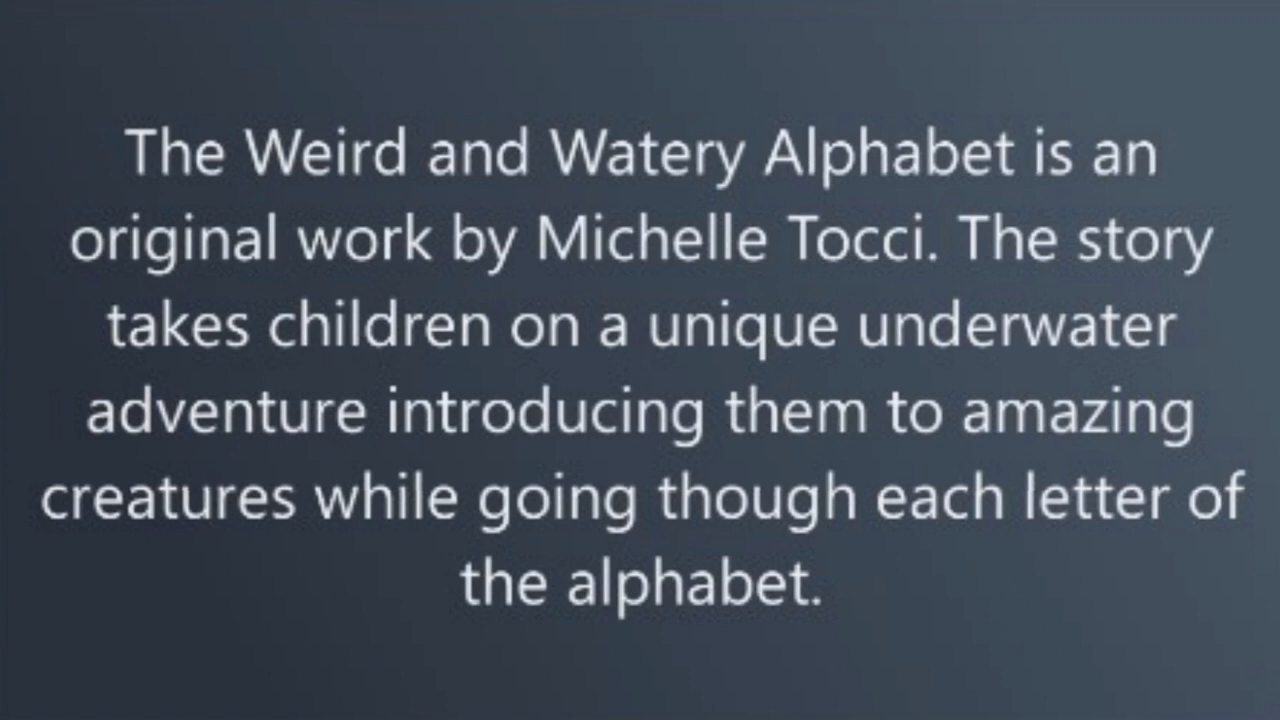 The Weird and Watery Alphabet is an
original work by Michelle Tocci. The story
takes children on a unique underwater
adventure introducing them to amazing
creatures while going though each letter of
the alphabet.